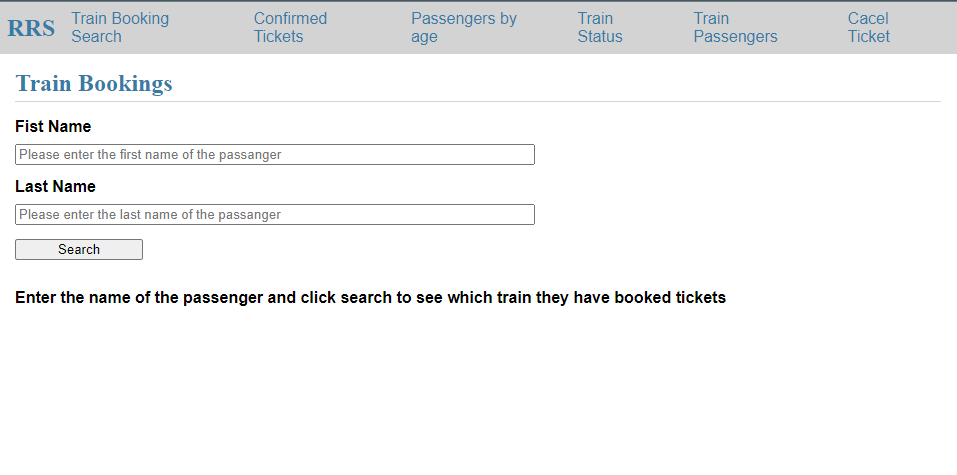 RRS
Train Booking
Search
Confirmed
Tickets
Passengers by
age
Train
Status
Train
Passengers
Cacel
Ticket
Train Bookings
Fist Name
Please enter the first name of the passanger
Last Name
Please enter the last name of the passanger
Search
Enter the name of the passenger and click search to see which train they have booked tickets